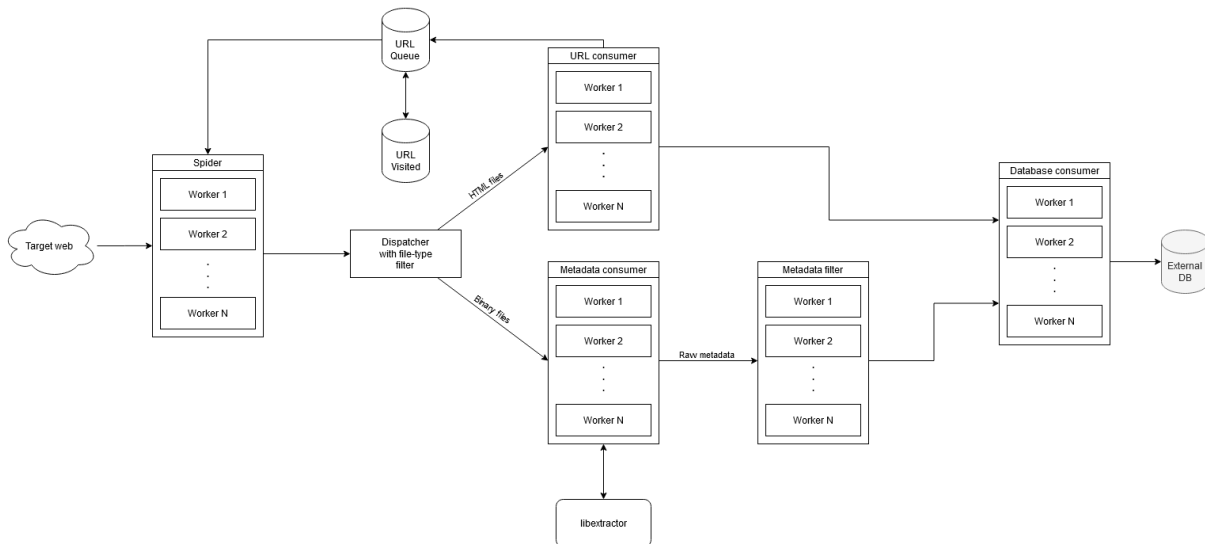 URL
Queue
URL
Visited
URL consumer
Worker 1
Worker 2
Worker N
Spider
Worker 1
Worker 2
Worker N
Target web
Dispatcher
with file-type
filter
HTML files
Binary files
Metadata consumer
Worker 1
Worker 2
Worker N
libextractor
Raw metadata
Metadata filter
Worker 1
Worker 2
Worker N
Database consumer
Worker 1
Worker 2
Worker N
External
DB